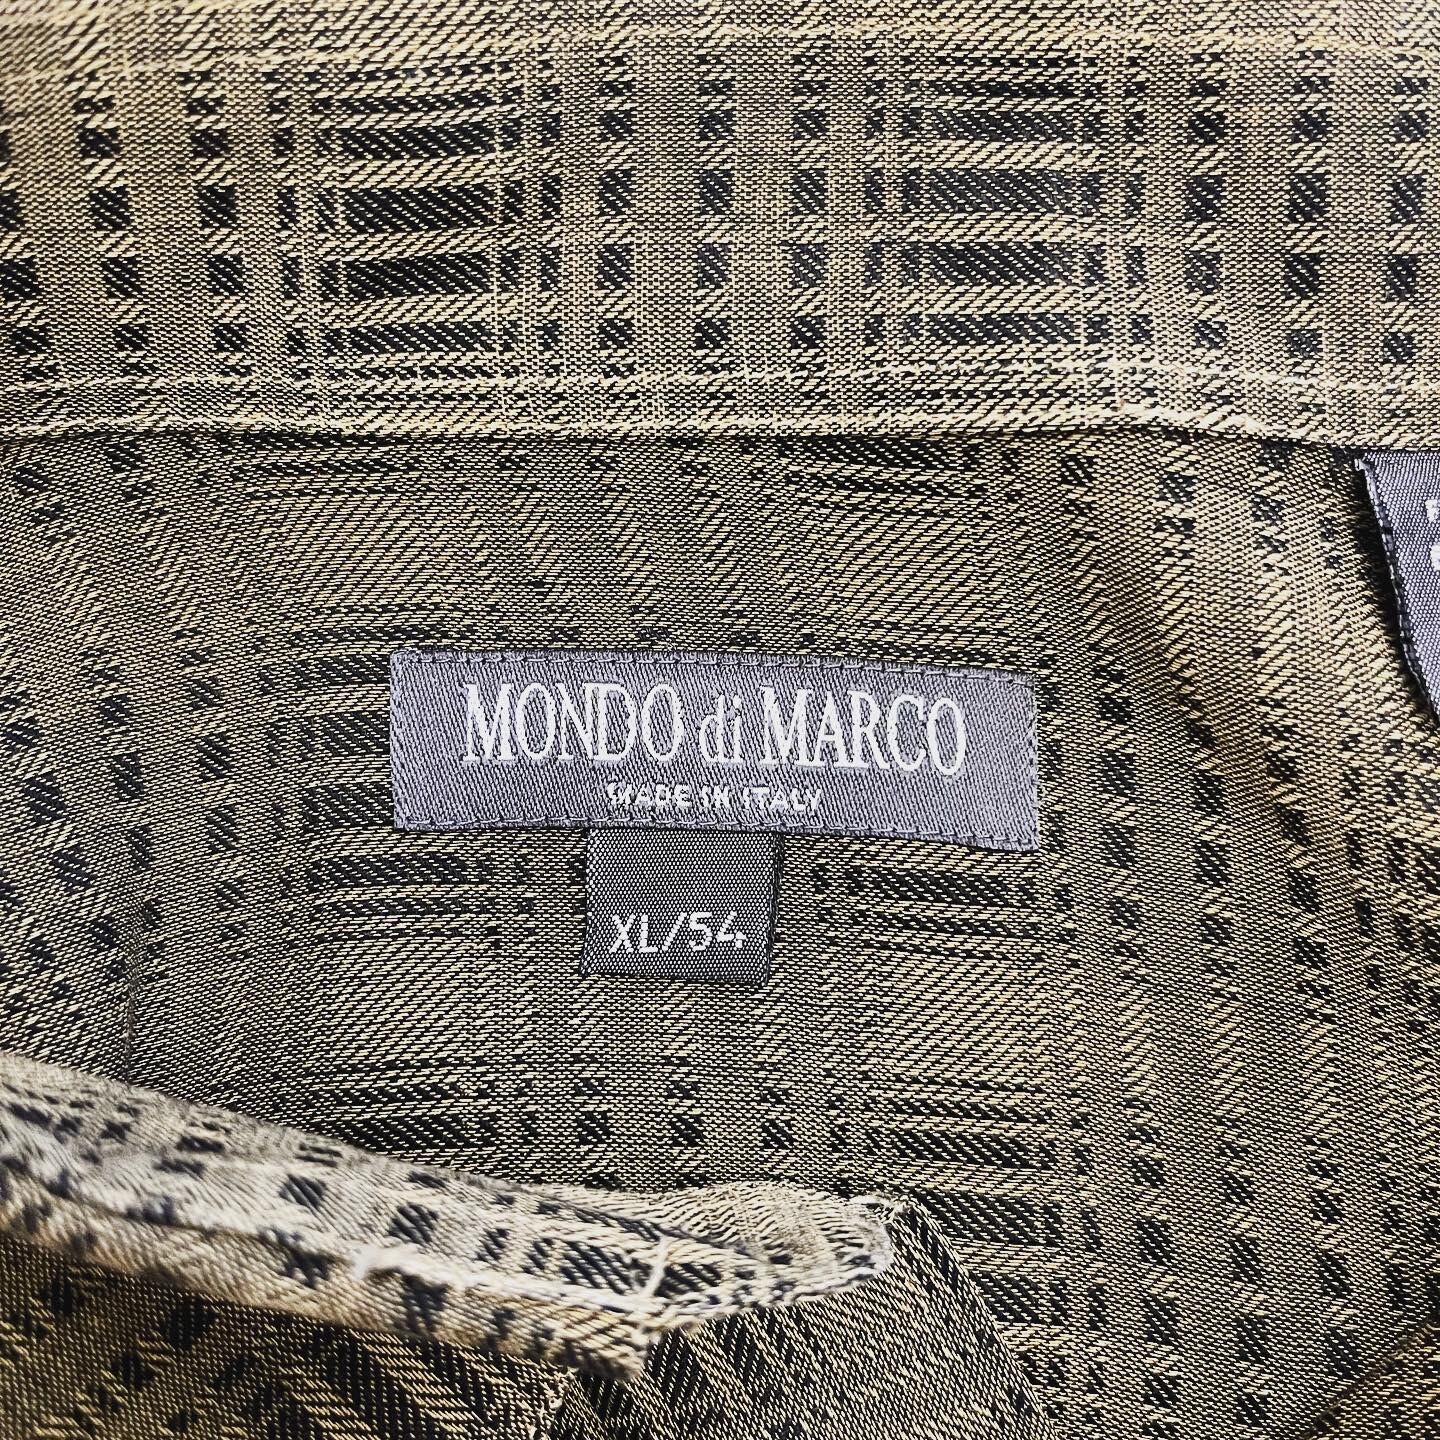 MONDO di MARCO
MADE IN ITALY
XL/54